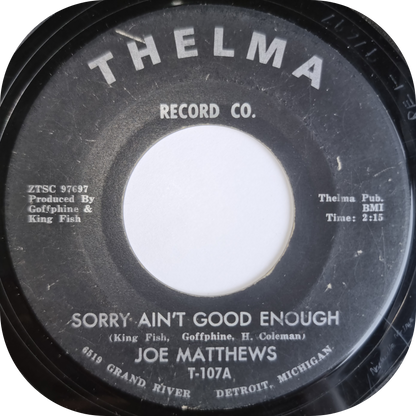 THELMA
RECORD CO.
ZTSC 97697
Produced By
Goffphine &
King Fish
Thelma Pub.
BMI
Time: 2:15
SORRY AIN'T GOOD ENOUGH
(King Fish, Goffphine, H. Coleman)
JOE MATTHEWS
T-107A
6519 GRAND RIVER DETROIT, MICHIGAN